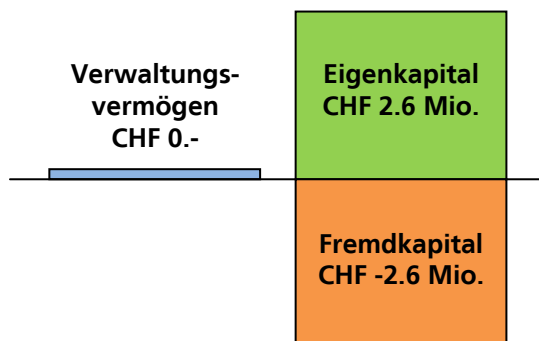 Verwaltungs-
vermögen
CHF 0.-
Eigenkapital
CHF 2.6 Mio.
Fremdkapital
CHF -2.6 Mio.